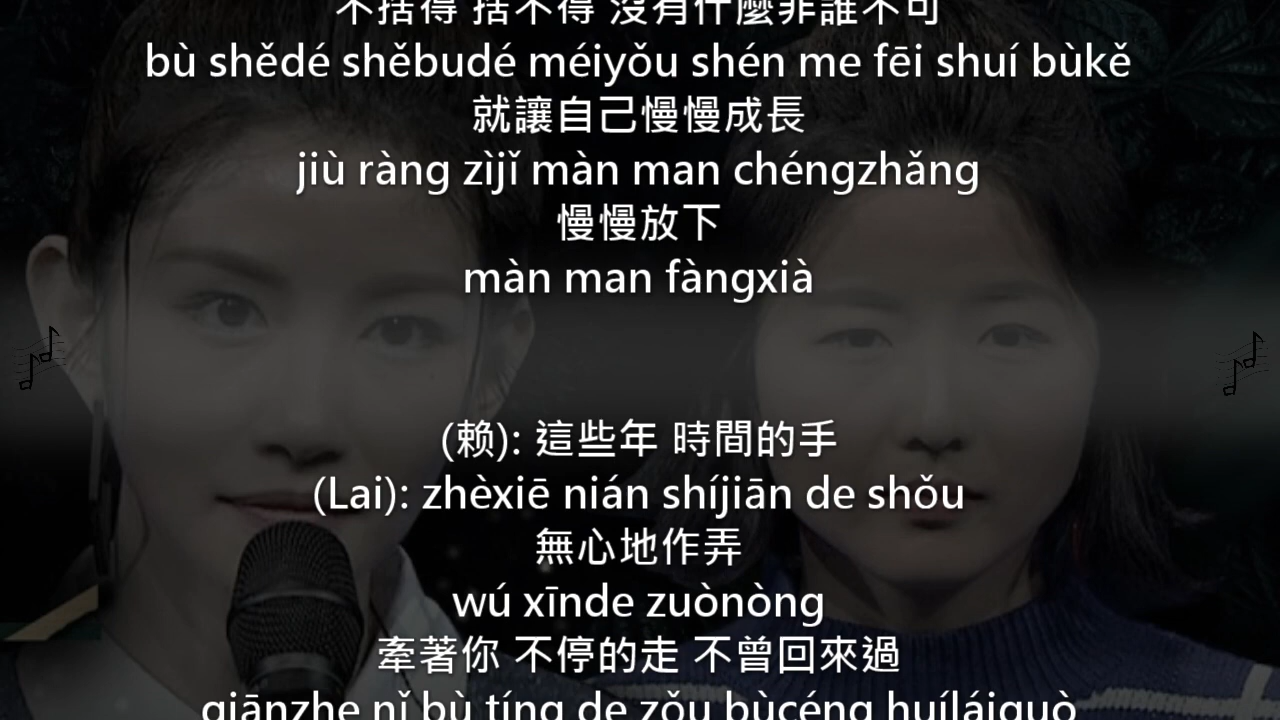 不捨得 捨不得 沒有什麼非誰不可
bù shědé shěbudé méiyǒu shén me fēi shuí bùkě
就讓自己慢慢成長
jiù ràng zìjǐ màn man chéngzhǎng
慢慢放下
màn man fàngxià
(赖): 這些年 時間的手
(Lai): zhèxiē nián shíjiān de shǒu
無心地作弄
wú xīnde zuònòng
牽著你 不停的走 不曾回來過
qiānzhe nǐ bù tíng de zǒu bùcéng huíláiguò